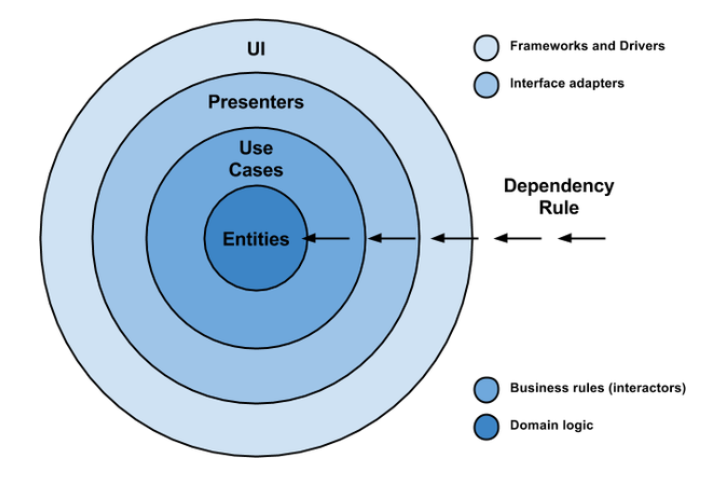 UI
Presenters
Use
Cases
Entities
Frameworks and Drivers
Interface adapters
Dependency
Rule
Business rules (interactors)
Domain logic